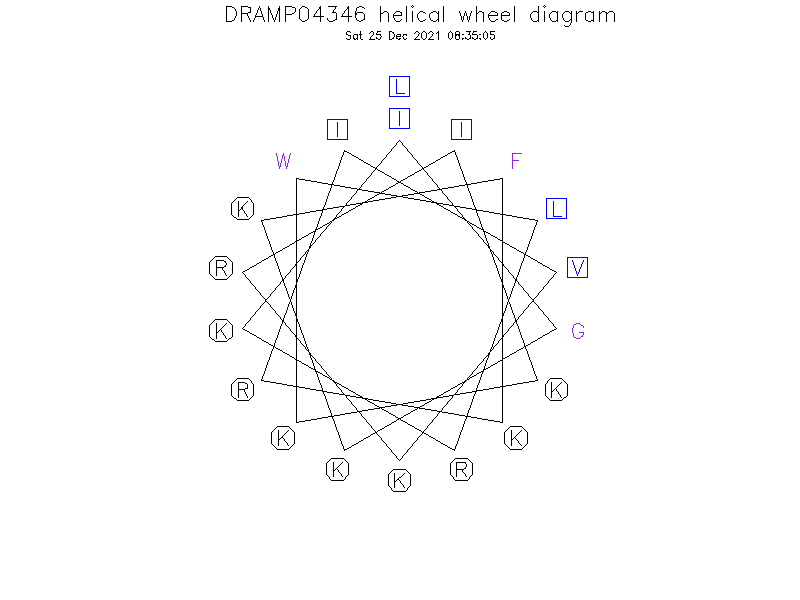 DRAMP04346 helical wheel diagram
Sat 25 Dec 2021 08:35:05
L
I I I
W F
K L
R V
K G
R K
K K
K R
K